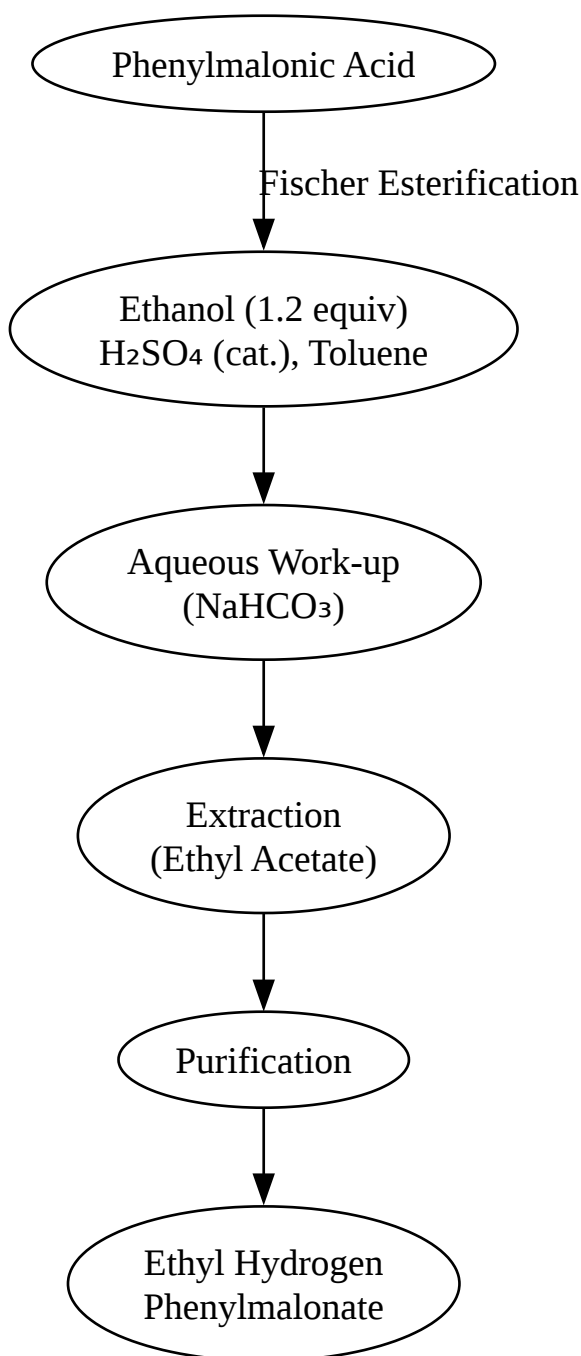 Phenylmalonic Acid
Fischer Esterification
Ethanol (1.2 equiv)
H₂SO₄ (cat.), Toluene
Aqueous Work-up
(NaHCO₃)
Extraction
(Ethyl Acetate)
Purification
Ethyl Hydrogen
Phenylmalonate